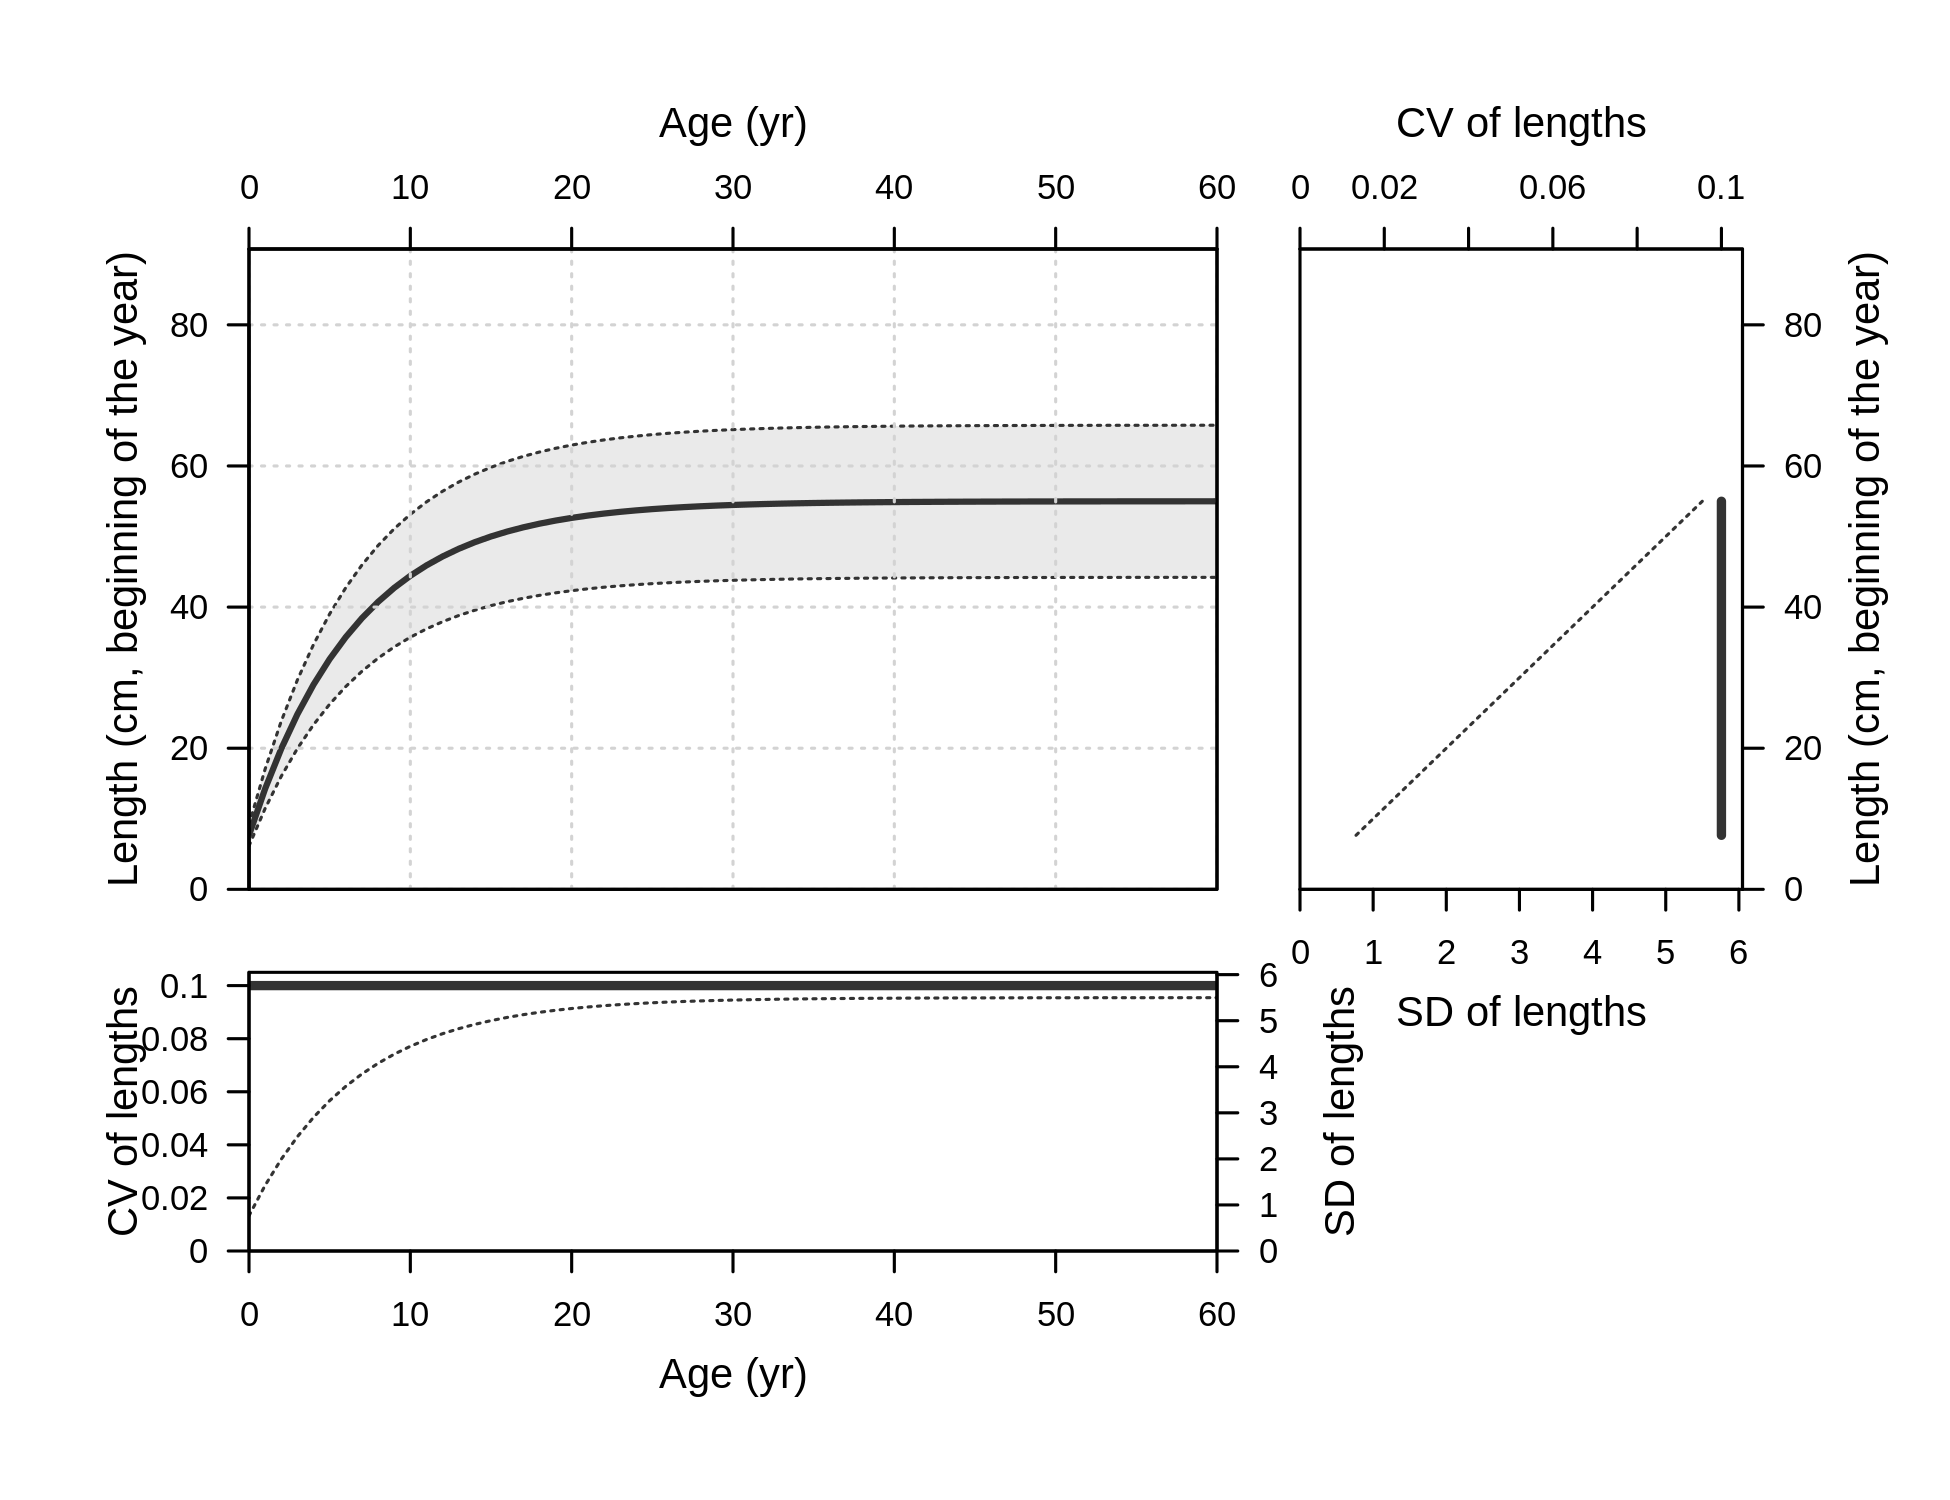 Age (yr)
CV of lengths
0 10 20 30 40 50 60
0 0.02 0.06 0.1
Length (cm, beginning of the year)
80
60
40
20
0
80
60
40
20
0
Length (cm, beginning of the year)
0 1 2 3 4 5 6
SD of lengths
CV of lengths
0.1
0.08
0.06
0.04
0.02
0
6
5
4
3
2
1
0
SD of lengths
0 10 20 30 40 50 60
Age (yr)